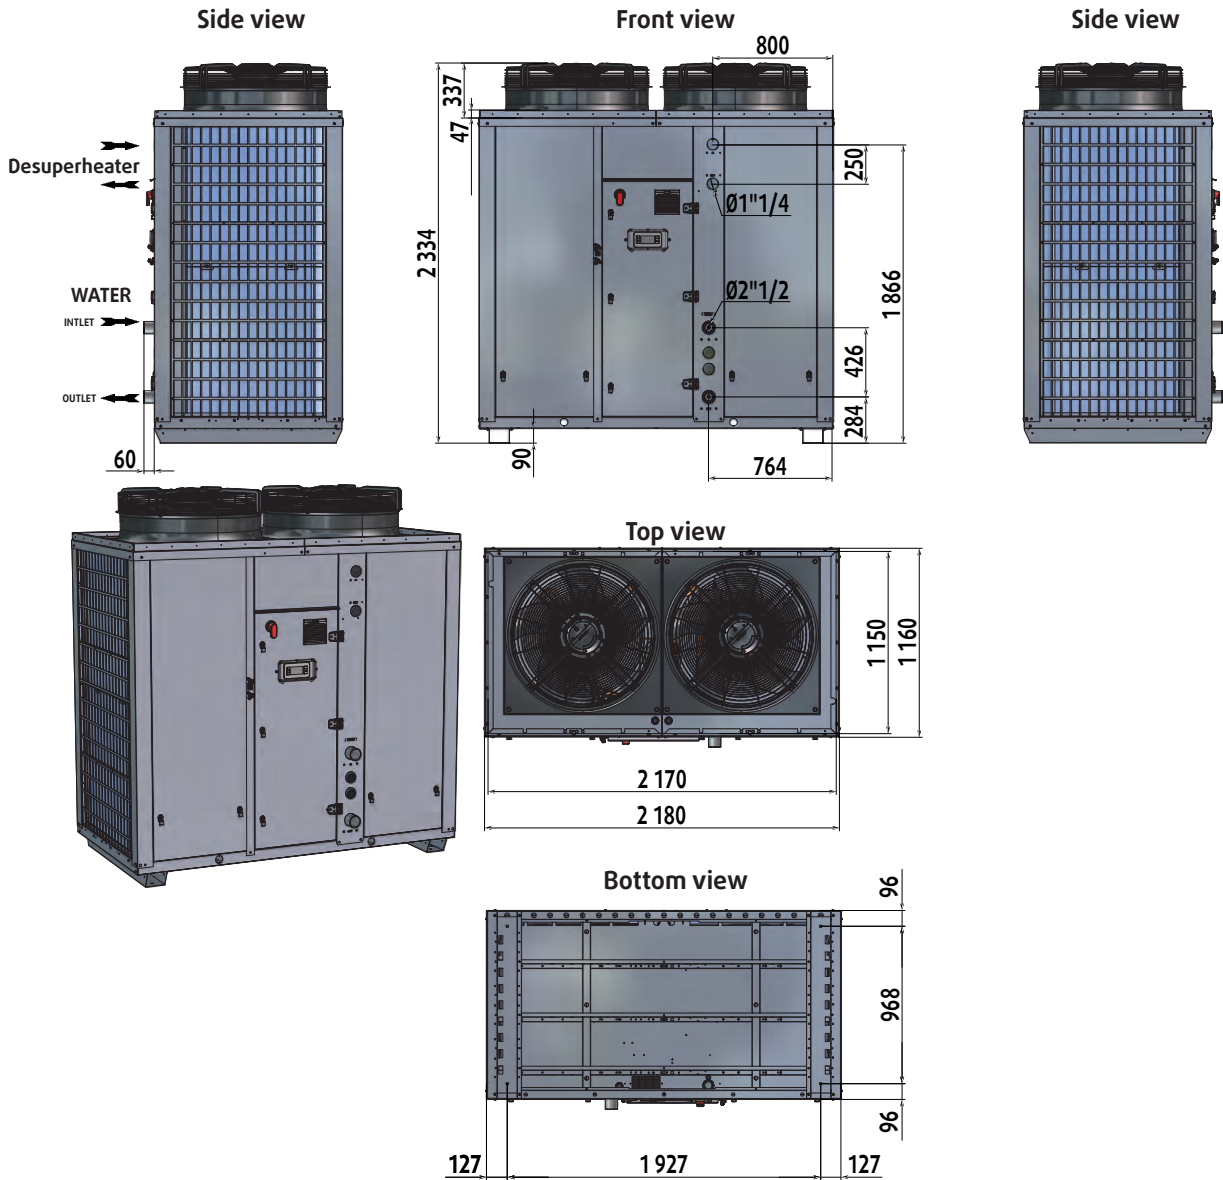 Side view
Front view
Side view
800
337
47
Desuperheater
250
Ø1"1/4
2 334
WATER
INTLET
Ø2"1/2
1 866
426
OUTLET
284
60
90
764
Top view
1 150
1 160
2 170
2 180
Bottom view
96
968
96
127
1 927
127